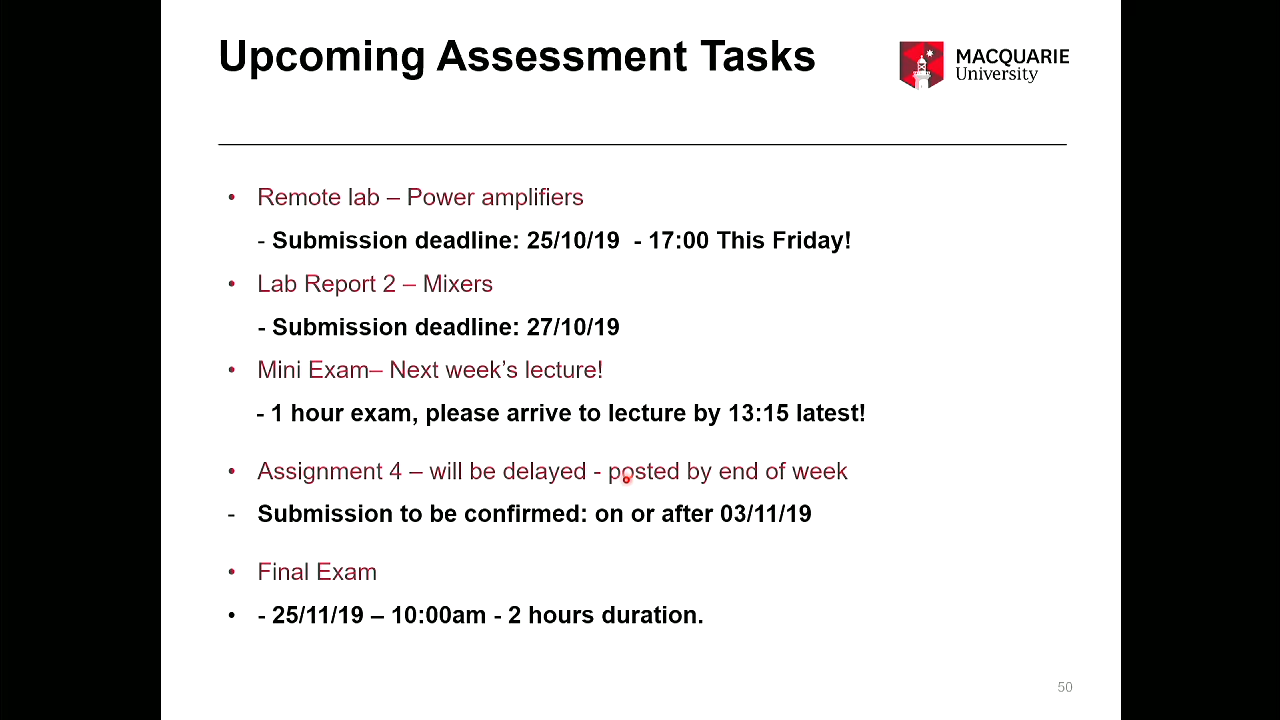 Upcoming Assessment Tasks
MACQUARIE
University
• Remote lab – Power amplifiers
- Submission deadline: 25/10/19  - 17:00 This Friday!
• Lab Report 2 – Mixers
- Submission deadline: 27/10/19
• Mini Exam– Next week’s lecture!
- 1 hour exam, please arrive to lecture by 13:15 latest!
• Assignment 4 – will be delayed - posted by end of week
- Submission to be confirmed: on or after 03/11/19
• Final Exam
• - 25/11/19 – 10:00am - 2 hours duration.
50